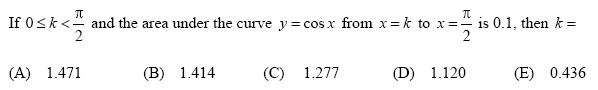 If 0 ≤ k < π/2 and the area under the curve y = cos x from x = k to x = π/2 is 0.1, then k =
(A) 1.471 (B) 1.414 (C) 1.277 (D) 1.120 (E) 0.436